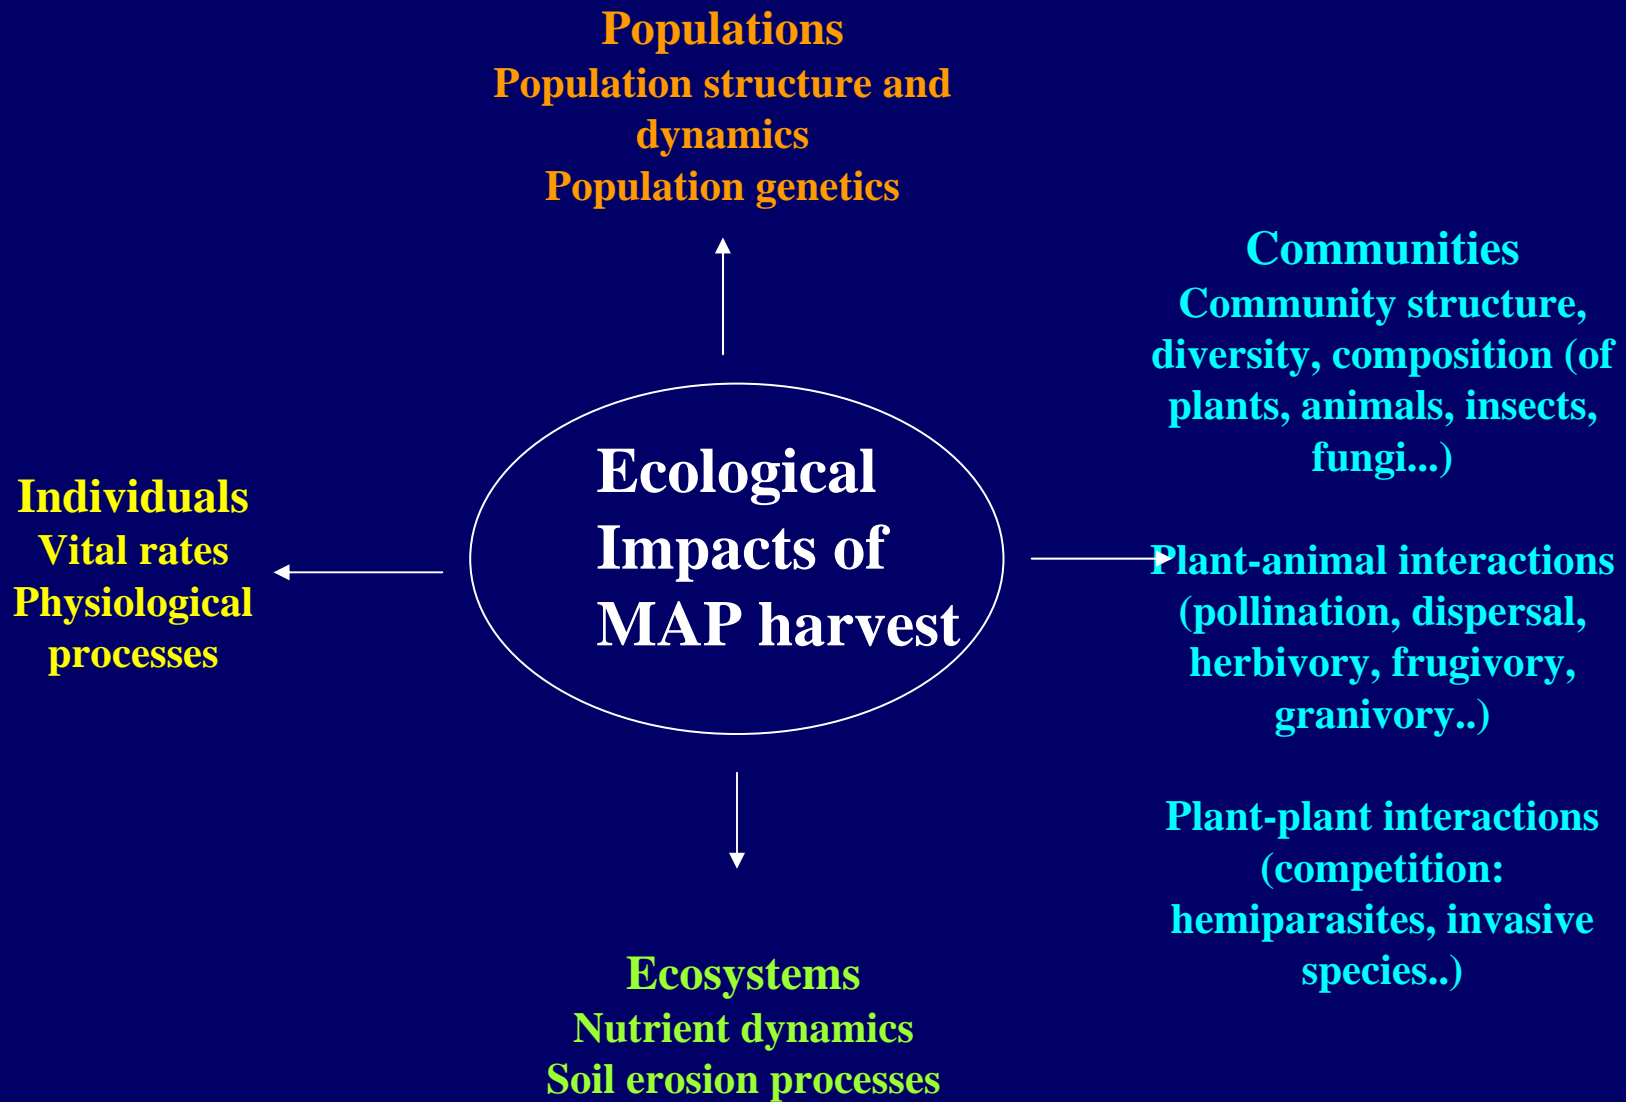 Populations
Population structure and
dynamics
Population genetics
Communities
Community structure,
diversity, composition (of
plants, animals, insects,
fungi...)
Plant-animal interactions
(pollination, dispersal,
herbivory, frugivory,
granivory..)
Plant-plant interactions
(competition:
hemiparasites, invasive
species..)
Ecological
Impacts of
MAP harvest
Individuals
Vital rates
Physiological
processes
Ecosystems
Nutrient dynamics
Soil erosion processes